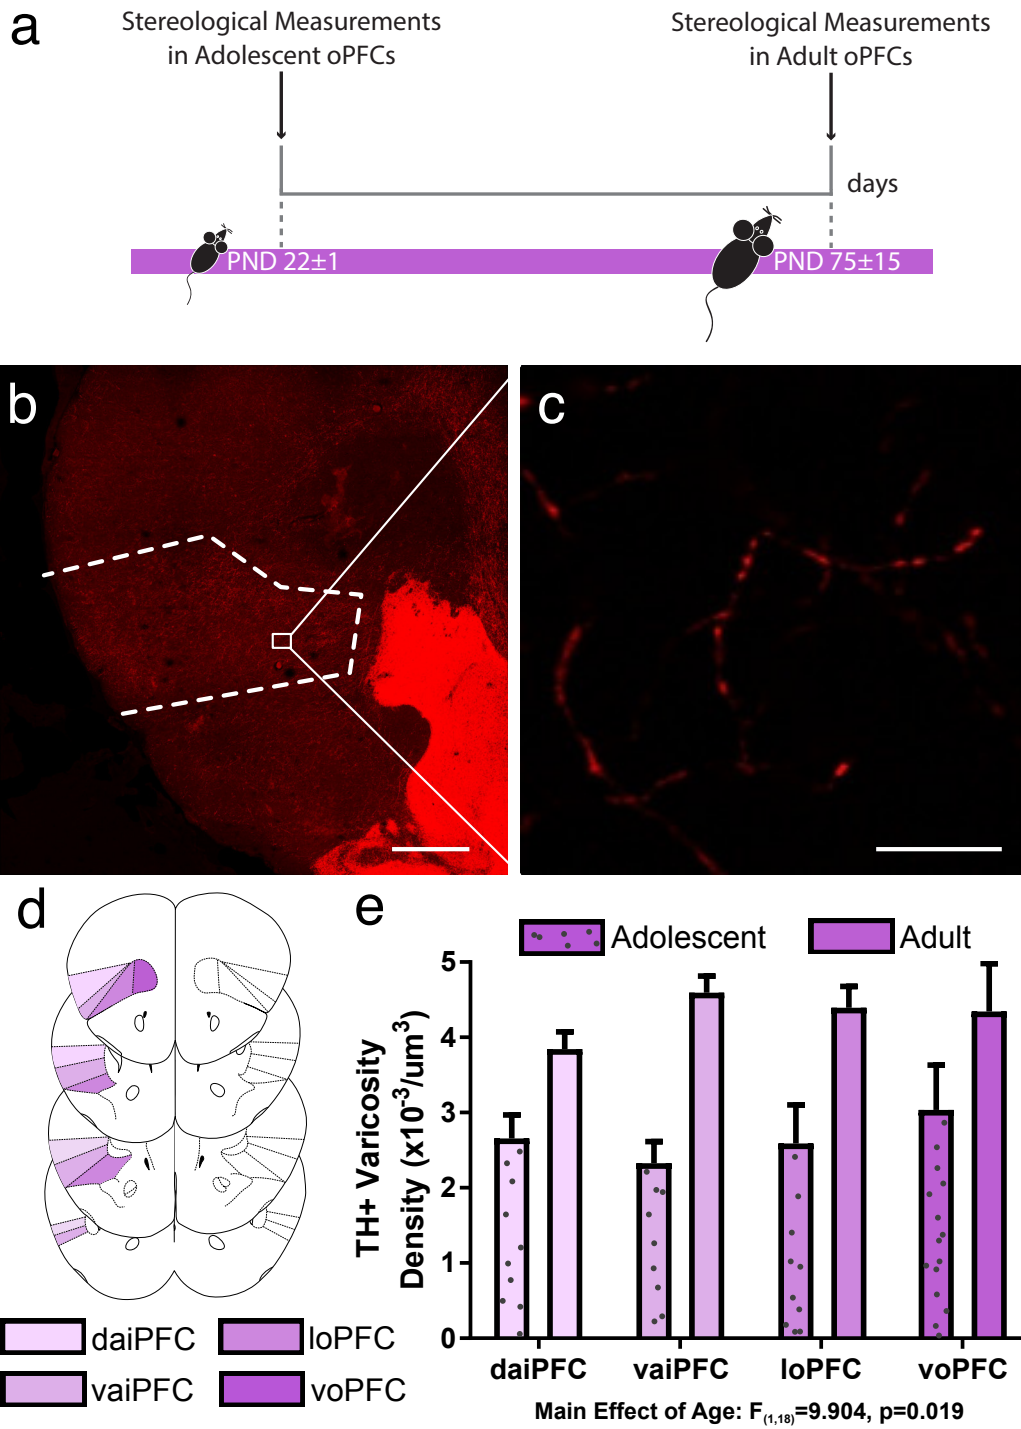 a
Stereological Measurements
in Adolescent oPFCs
Stereological Measurements
in Adult oPFCs
days
PND 22±1
PND 75±15
b
c
d
e
Adolescent
Adult
TH+ Varicosity
Density (x10⁻³/um³)
5
4
3
2
1
0
daiPFC
vaiPFC
loPFC
voPFC
Main Effect of Age: F₍₁,₁₈₎=9.904, p=0.019
daiPFC
loPFC
vaiPFC
voPFC